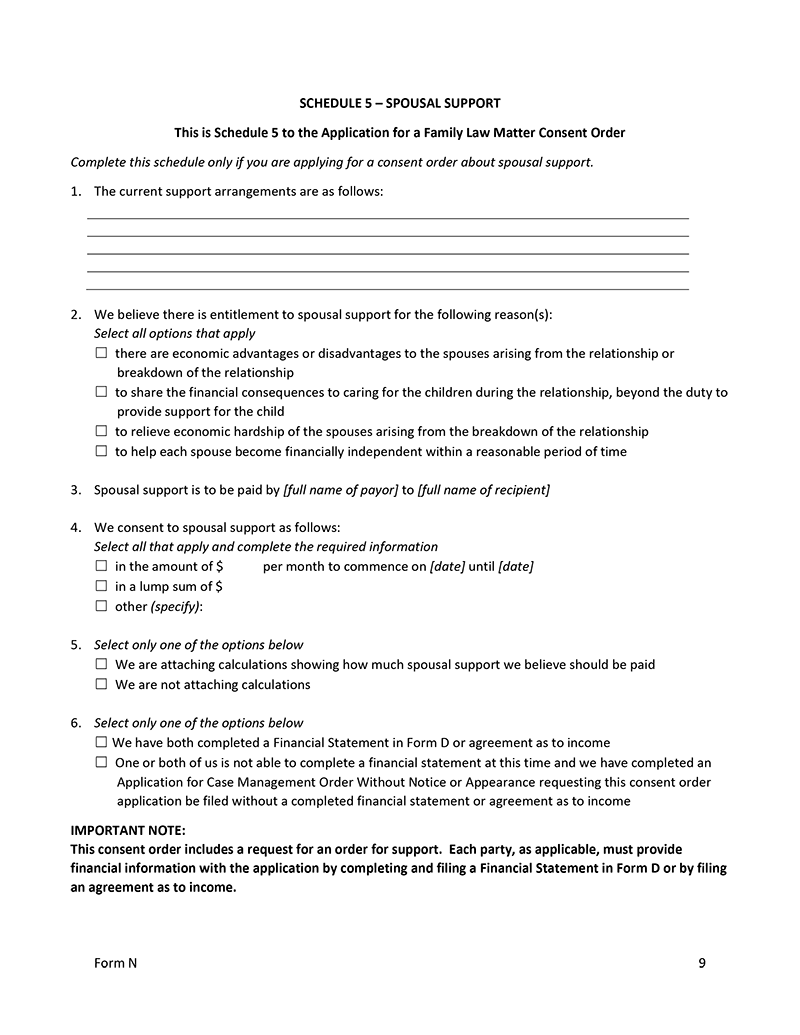 SCHEDULE 5 – SPOUSAL SUPPORT
This is Schedule 5 to the Application for a Family Law Matter Consent Order
Complete this schedule only if you are applying for a consent order about spousal support.
1. The current support arrangements are as follows:
2. We believe there is entitlement to spousal support for the following reason(s):
Select all options that apply
☐ there are economic advantages or disadvantages to the spouses arising from the relationship or
breakdown of the relationship
☐ to share the financial consequences to caring for the children during the relationship, beyond the duty to
provide support for the child
☐ to relieve economic hardship of the spouses arising from the breakdown of the relationship
☐ to help each spouse become financially independent within a reasonable period of time
3. Spousal support is to be paid by [full name of payor] to [full name of recipient]
4. We consent to spousal support as follows:
Select all that apply and complete the required information
☐ in the amount of $ per month to commence on [date] until [date]
☐ in a lump sum of $
☐ other (specify):
5. Select only one of the options below
☐ We are attaching calculations showing how much spousal support we believe should be paid
☐ We are not attaching calculations
6. Select only one of the options below
☐ We have both completed a Financial Statement in Form D or agreement as to income
☐ One or both of us is not able to complete a financial statement at this time and we have completed an
Application for Case Management Order Without Notice or Appearance requesting this consent order
application be filed without a completed financial statement or agreement as to income
IMPORTANT NOTE:
This consent order includes a request for an order for support. Each party, as applicable, must provide
financial information with the application by completing and filing a Financial Statement in Form D or by filing
an agreement as to income.
Form N 9